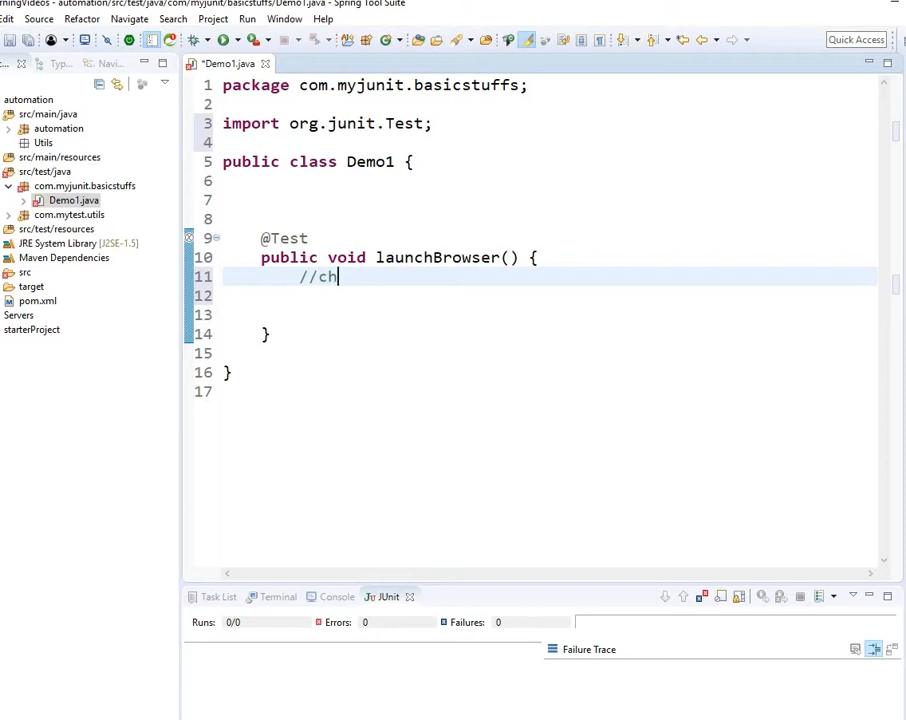 rningVideos - automation/src/test/java/com/myjunit/basicstuffs/Demo1.java - Spring Tool Suite
Edit Source Refactor Navigate Search Project Run Window Help
Quick Access
Typ... Navi...
*Demo1.java
automation
src/main/java
automation
Utils
src/main/resources
src/test/java
com.myjunit.basicstuffs
Demo1.java
com.mytest.utils
src/test/resources
JRE System Library [J2SE-1.5]
Maven Dependencies
src
target
pom.xml
Servers
starterProject
1 package com.myjunit.basicstuffs;
2
3 import org.junit.Test;
4
5 public class Demo1 {
6
7
8
9 @Test
10 public void launchBrowser() {
11 //ch
12
13
14 }
15
16 }
17
Task List Terminal Console JUnit
Runs: 0/0 Errors: 0 Failures: 0
Failure Trace